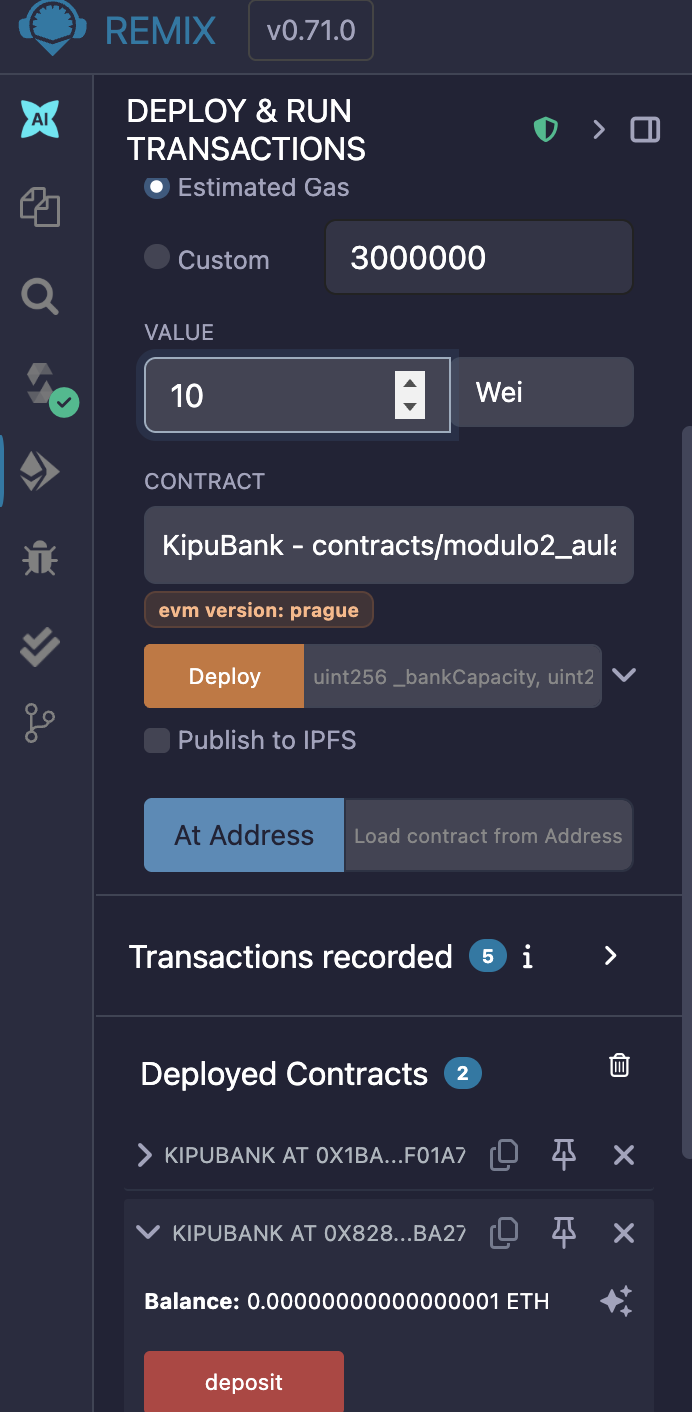 REMIX
v0.71.0
AI
DEPLOY & RUN
TRANSACTIONS
Estimated Gas
Custom
3000000
VALUE
10
Wei
CONTRACT
KipuBank - contracts/modulo2_aula
evm version: prague
Deploy
uint256 _bankCapacity, uint2
Publish to IPFS
At Address
Load contract from Address
Transactions recorded 5 i
Deployed Contracts 2
KIPUBANK AT 0X1BA...F01A7
KIPUBANK AT 0X828...BA27
Balance: 0.00000000000000001 ETH
deposit